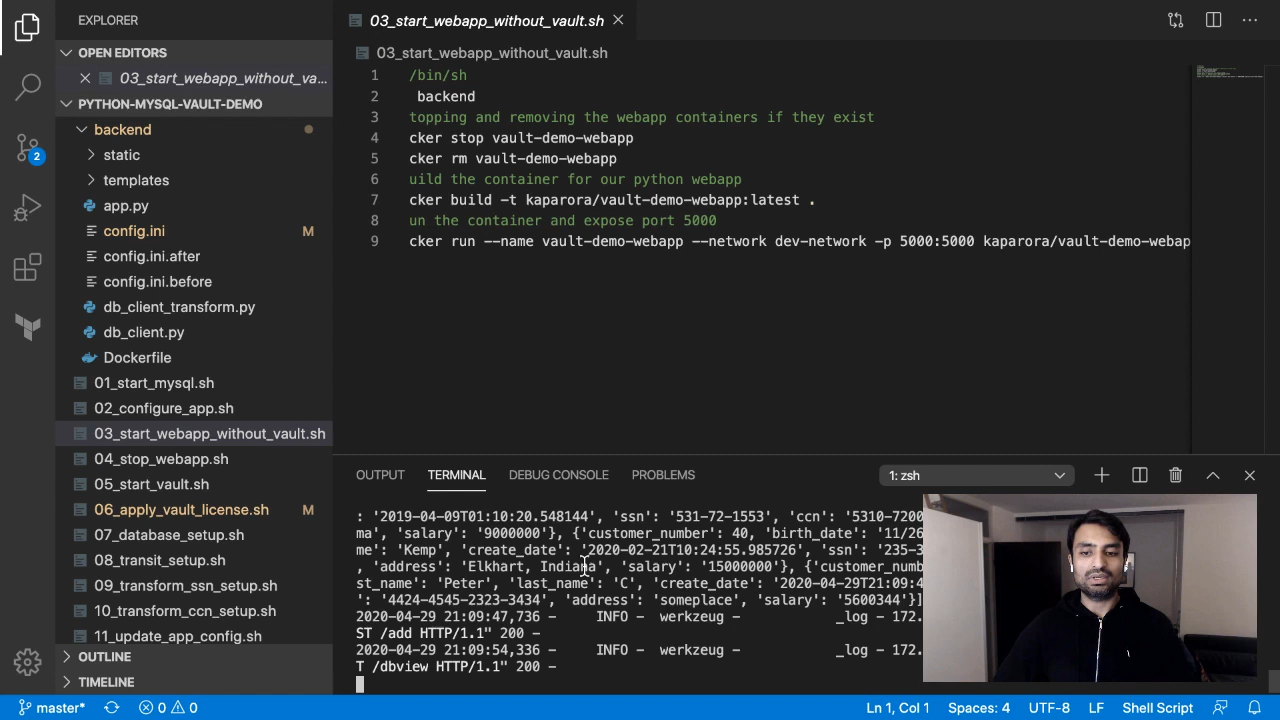 EXPLORER
OPEN EDITORS
03_start_webapp_without_va...
PYTHON-MYSQL-VAULT-DEMO
backend
static
templates
app.py
config.ini M
config.ini.after
config.ini.before
db_client_transform.py
db_client.py
Dockerfile
01_start_mysql.sh
02_configure_app.sh
03_start_webapp_without_vault.sh
04_stop_webapp.sh
05_start_vault.sh
06_apply_vault_license.sh M
07_database_setup.sh
08_transit_setup.sh
09_transform_ssn_setup.sh
10_transform_ccn_setup.sh
11_update_app_config.sh
OUTLINE
TIMELINE
2
03_start_webapp_without_vault.sh
03_start_webapp_without_vault.sh
1 /bin/sh
2 backend
3 topping and removing the webapp containers if they exist
4 cker stop vault-demo-webapp
5 cker rm vault-demo-webapp
6 uild the container for our python webapp
7 cker build -t kaparora/vault-demo-webapp:latest .
8 un the container and expose port 5000
9 cker run --name vault-demo-webapp --network dev-network -p 5000:5000 kaparora/vault-demo-webap
OUTPUT TERMINAL DEBUG CONSOLE PROBLEMS 1: zsh
: '2019-04-09T01:10:20.548144', 'ssn': '531-72-1553', 'ccn': '5310-7200
ma', 'salary': '9000000'}, {'customer_number': 40, 'birth_date': '11/26
me': 'Kemp', 'create_date': '2020-02-21T10:24:55.985726', 'ssn': '235-3
, 'address': 'Elkhart, Indiana', 'salary': '15000000'}, {'customer_numb
st_name': 'Peter', 'last_name': 'C', 'create_date': '2020-04-29T21:09:4
': '4424-4545-2323-3434', 'address': 'someplace', 'salary': '5600344'}]
2020-04-29 21:09:47,736 - INFO - werkzeug - _log - 172.
ST /add HTTP/1.1" 200 -
2020-04-29 21:09:54,336 - INFO - werkzeug - _log - 172.
T /dbview HTTP/1.1" 200 -
master* 0 0 Ln 1, Col 1 Spaces: 4 UTF-8 LF Shell Script